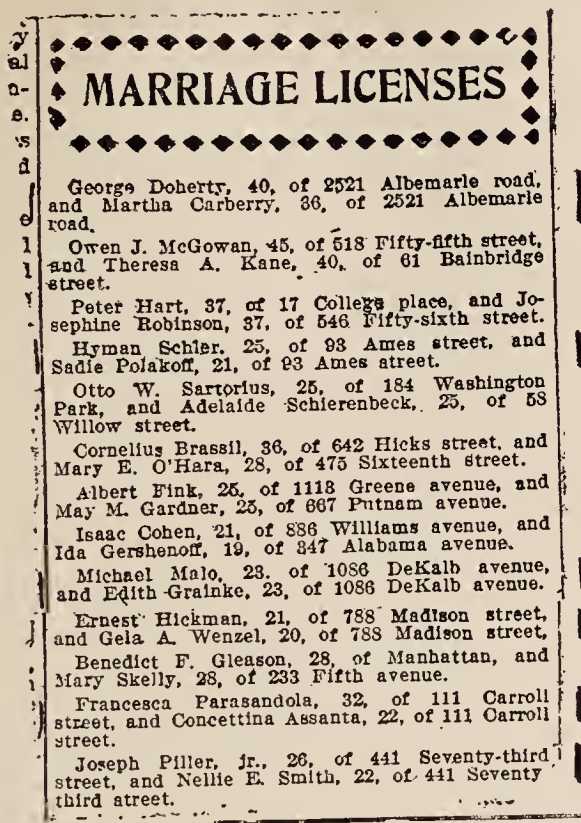 MARRIAGE LICENSES
George Doherty, 40, of 2521 Albemarle road,
and Martha Carberry, 36, of 2521 Albemarle
road.
Owen J. McGowan, 45, of 518 Fifty-fifth street,
and Theresa A. Kane, 40, of 61 Bainbridge
street.
Peter Hart, 37, of 17 College place, and Jo-
sephine Robinson, 37, of 546 Fifty-sixth street.
Hyman Schler, 25, of 93 Ames street, and
Sadie Polakoff, 21, of 93 Ames street.
Otto W. Sartorius, 25, of 184 Washington
Park, and Adelaide Schierenbeck, 25, of 58
Willow street.
Cornelius Brassil, 36, of 642 Hicks street, and
Mary E. O'Hara, 28, of 475 Sixteenth street.
Albert Fink, 25, of 1113 Greene avenue, and
May M. Gardner, 25, of 667 Putnam avenue.
Isaac Cohen, 21, of 886 Williams avenue, and
Ida Gershenoff, 19, of 347 Alabama avenue.
Michael Malo, 23, of 1086 DeKalb avenue,
and Edith Grainke, 23, of 1086 DeKalb avenue.
Ernest Hickman, 21, of 788 Madison street,
and Gela A. Wenzel, 20, of 788 Madison street,
Benedict F. Gleason, 28, of Manhattan, and
Mary Skelly, 28, of 233 Fifth avenue.
Francesca Parasandola, 32, of 111 Carroll
street, and Concettina Assanta, 22, of 111 Carroll
street.
Joseph Piller, jr., 26, of 441 Seventy-third
street, and Nellie E. Smith, 22, of 441 Seventy
third street.